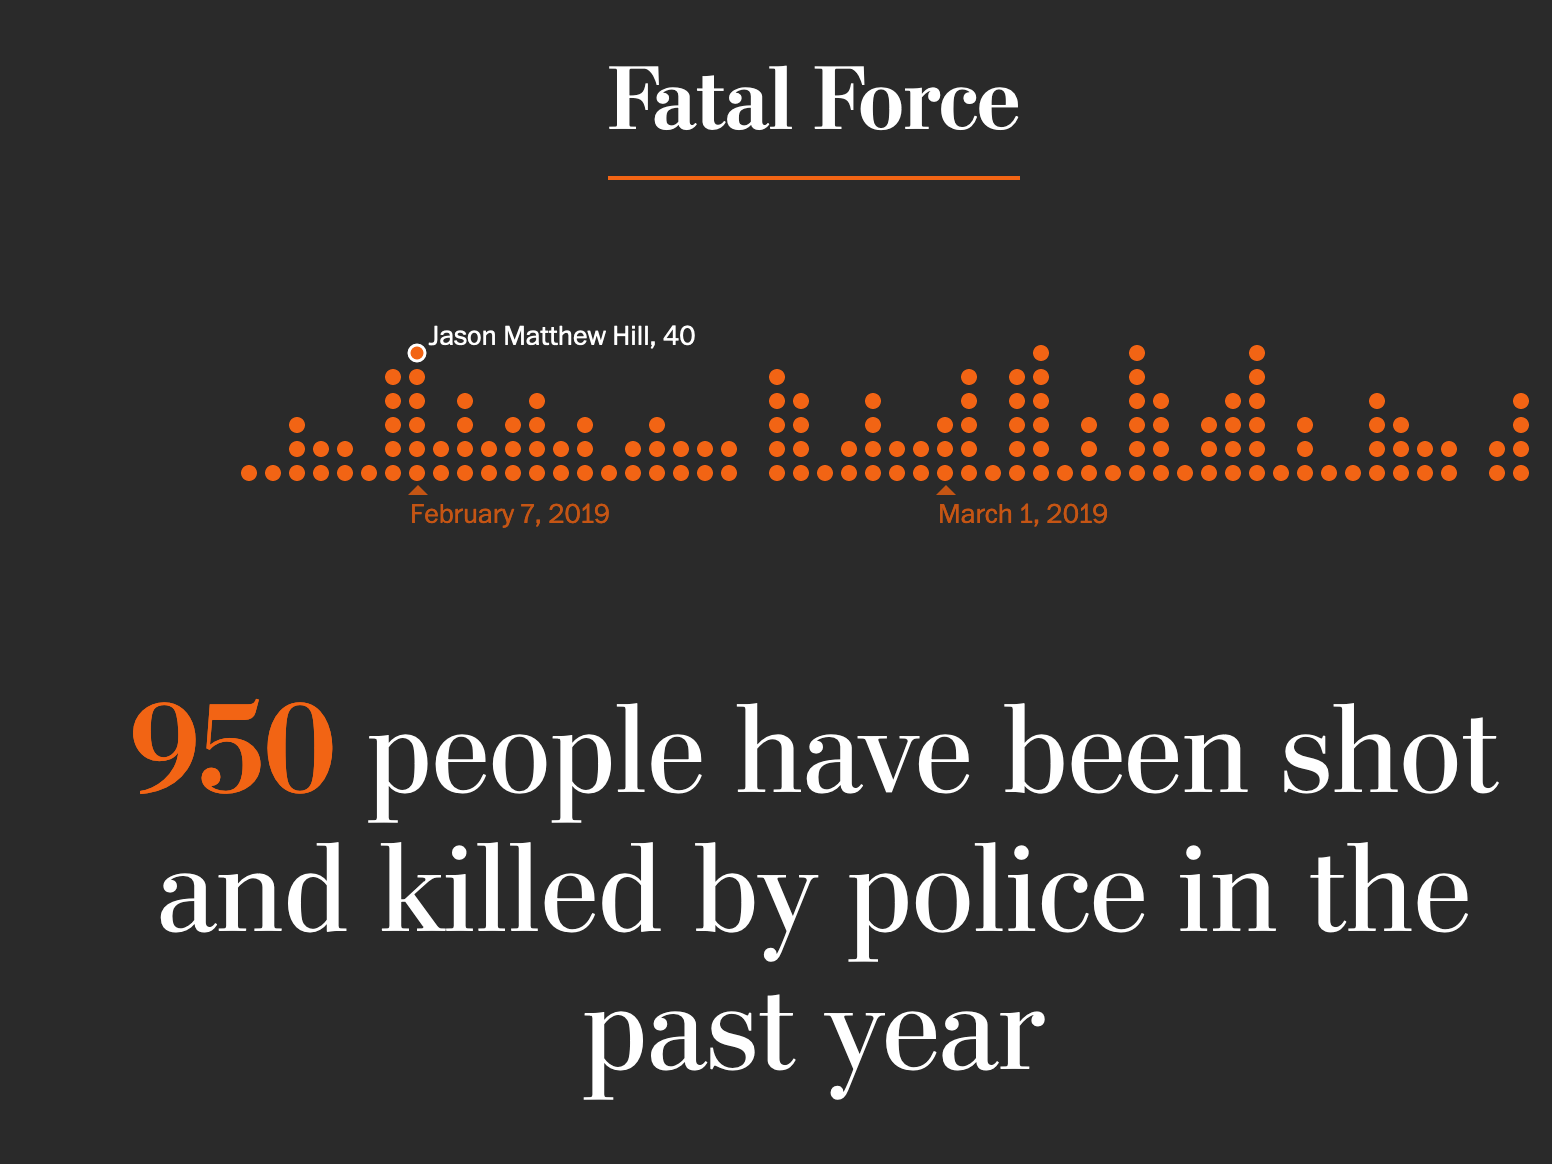 Fatal Force
Jason Matthew Hill, 40
February 7, 2019
March 1, 2019
950 people have been shot
and killed by police in the
past year